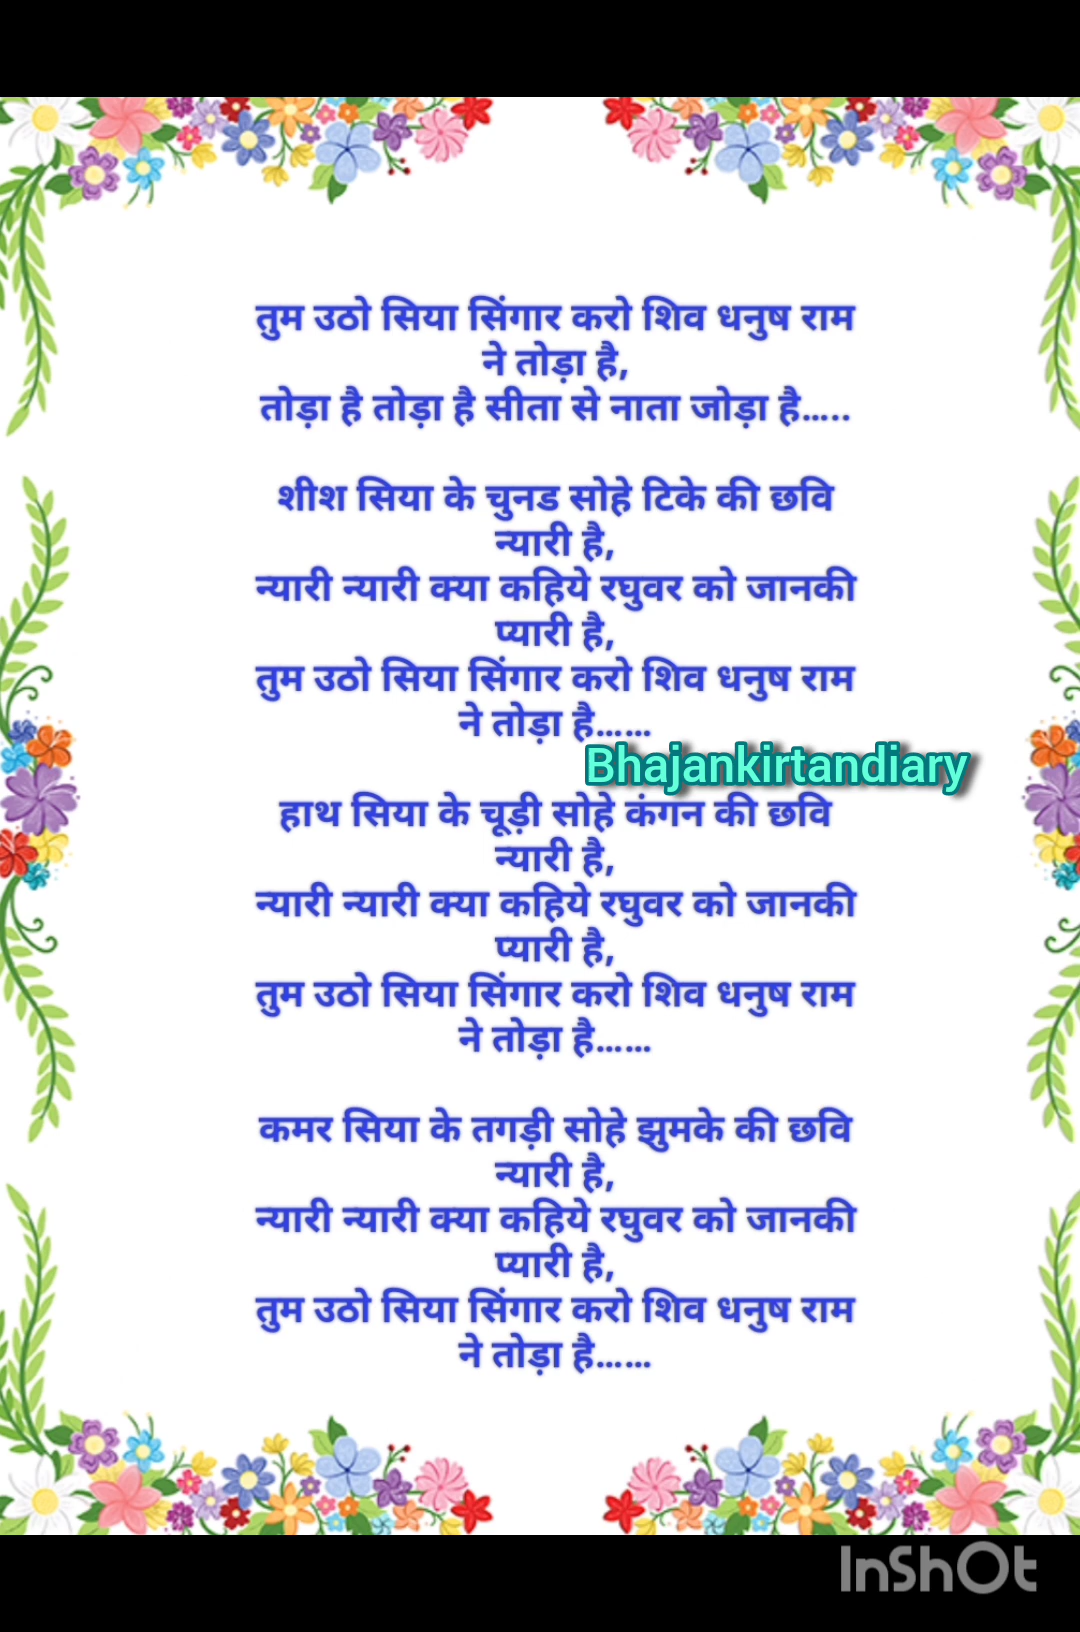 तुम उठो सिया सिंगार करो शिव धनुष राम
ने तोड़ा है,
तोड़ा है तोड़ा है सीता से नाता जोड़ा है…..
शीश सिया के चुनड सोहे टिके की छवि
न्यारी है,
न्यारी न्यारी क्या कहिये रघुवर को जानकी
प्यारी है,
तुम उठो सिया सिंगार करो शिव धनुष राम
ने तोड़ा है……
Bhajankirtandiary
हाथ सिया के चूड़ी सोहे कंगन की छवि
न्यारी है,
न्यारी न्यारी क्या कहिये रघुवर को जानकी
प्यारी है,
तुम उठो सिया सिंगार करो शिव धनुष राम
ने तोड़ा है……
कमर सिया के तगड़ी सोहे झुमके की छवि
न्यारी है,
न्यारी न्यारी क्या कहिये रघुवर को जानकी
प्यारी है,
तुम उठो सिया सिंगार करो शिव धनुष राम
ने तोड़ा है……
InShOt